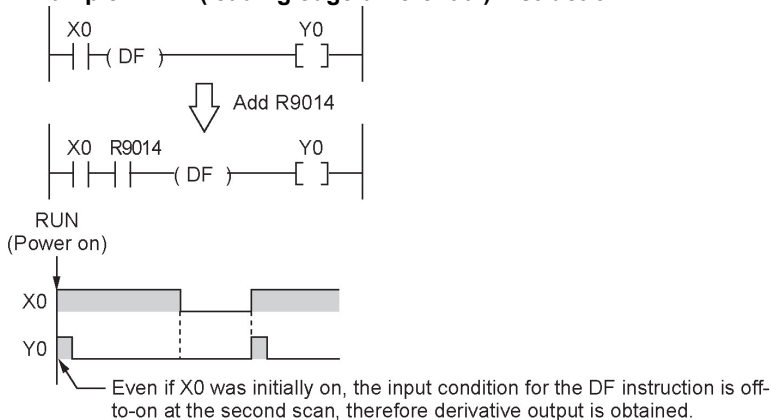 X0 Y0
( DF )
Add R9014
X0 R9014 Y0
( DF )
RUN
(Power on)
X0
Y0
Even if X0 was initially on, the input condition for the DF instruction is off-
to-on at the second scan, therefore derivative output is obtained.